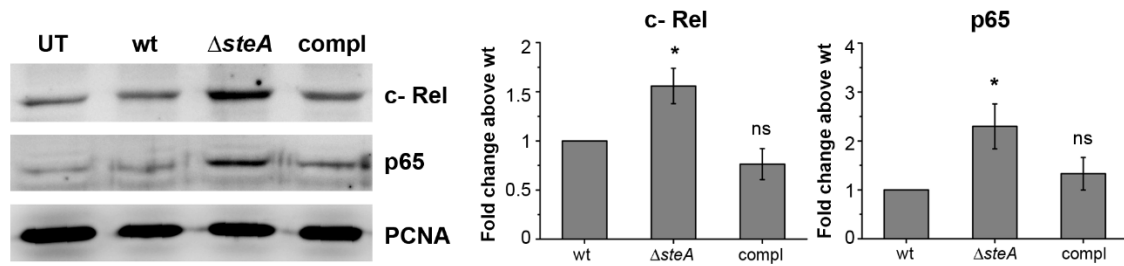 UT wt ΔsteA compl
c- Rel
p65
PCNA
c- Rel
Fold change above wt
2
1.5
1
0.5
0
*
ns
wt ΔsteA compl
p65
Fold change above wt
4
3
2
1
0
*
ns
wt ΔsteA compl